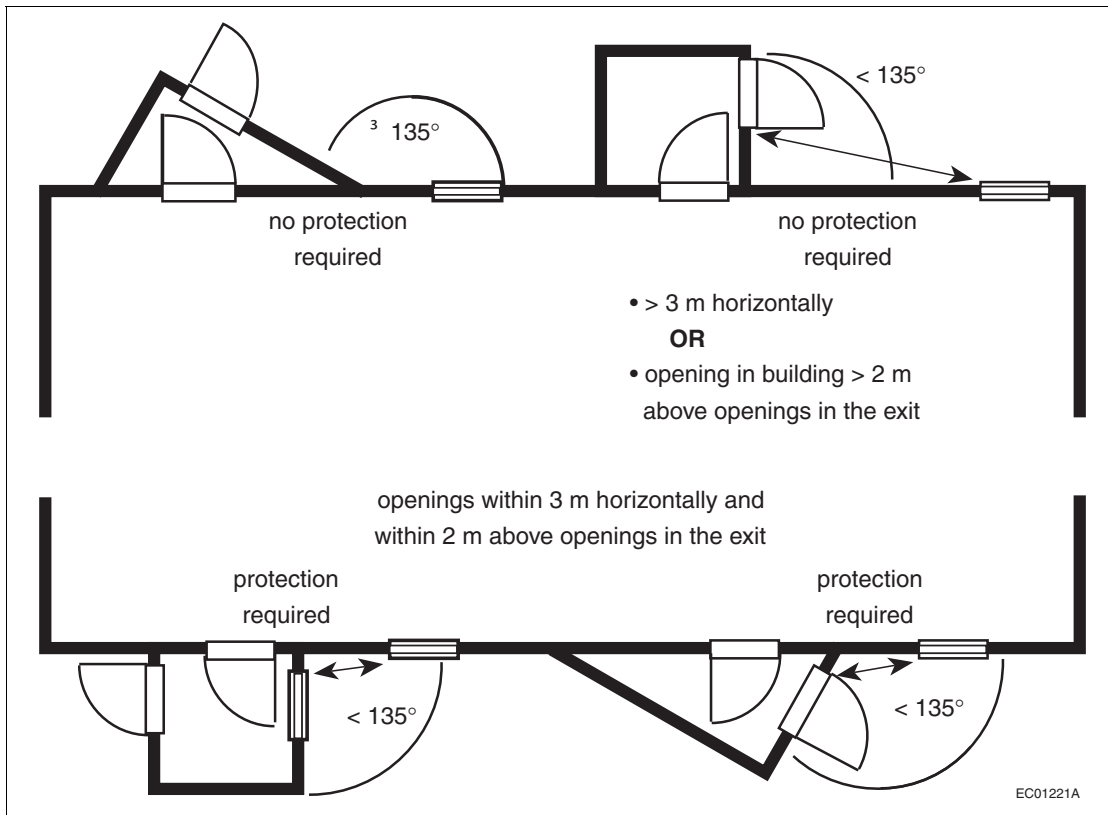 < 135°
³ 135°
no protection
required
no protection
required
• > 3 m horizontally
OR
• opening in building > 2 m
above openings in the exit
openings within 3 m horizontally and
within 2 m above openings in the exit
protection
required
protection
required
< 135°
< 135°
EC01221A